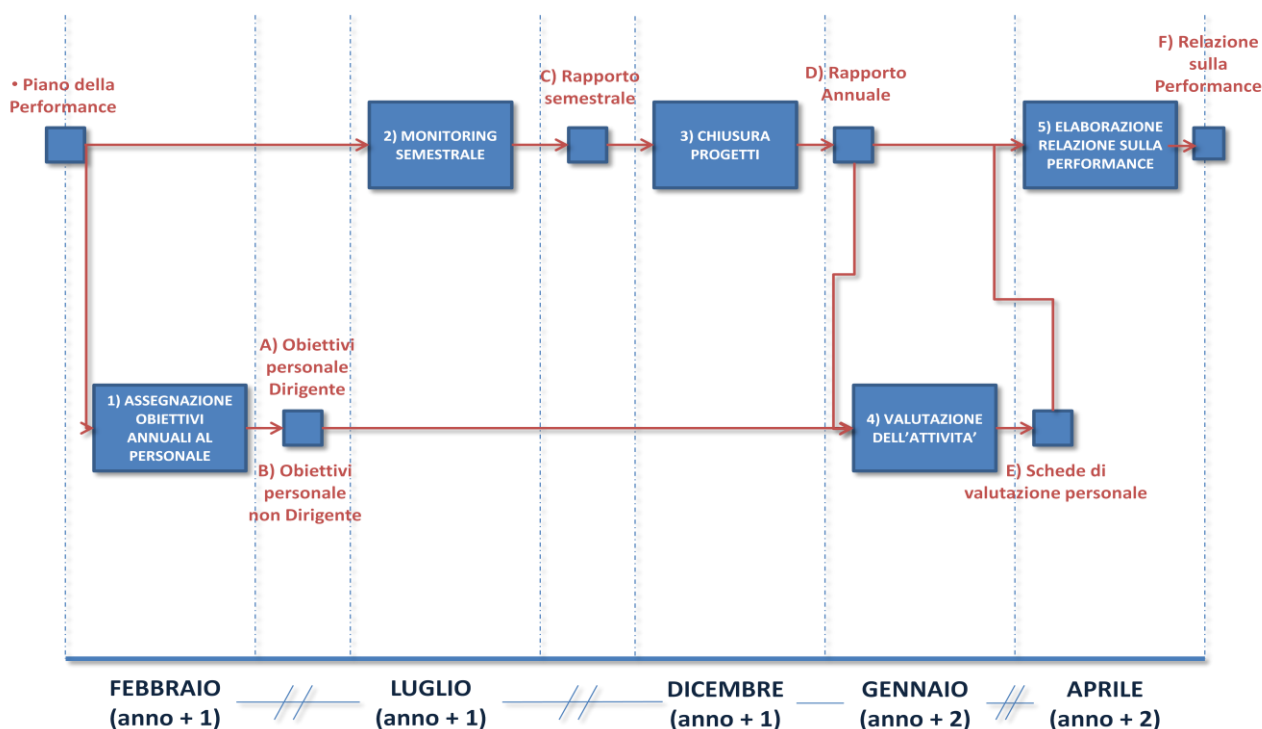 • Piano della
Performance
C) Rapporto
semestrale
D) Rapporto
Annuale
F) Relazione
sulla
Performance
2) MONITORING
SEMESTRALE
3) CHIUSURA
PROGETTI
5) ELABORAZIONE
RELAZIONE SULLA
PERFORMANCE
A) Obiettivi
personale
Dirigente
1) ASSEGNAZIONE
OBIETTIVI
ANNUALI AL
PERSONALE
4) VALUTAZIONE
DELL’ATTIVITA’
B) Obiettivi
personale
non Dirigente
E) Schede di
valutazione personale
FEBBRAIO
(anno + 1)
LUGLIO
(anno + 1)
DICEMBRE
(anno + 1)
GENNAIO
(anno + 2)
APRILE
(anno + 2)